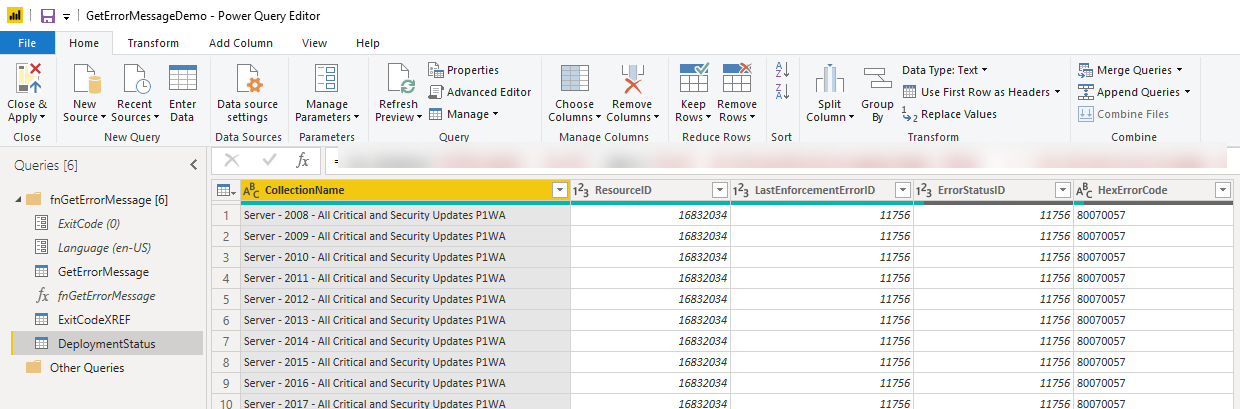 GetErrorMessageDemo - Power Query Editor
File Home Transform Add Column View Help
Close & Apply
New Source
Recent Sources
Enter Data
Data source settings
Manage Parameters
Refresh Preview
Properties
Advanced Editor
Manage
Choose Columns
Remove Columns
Keep Rows
Remove Rows
A Z
Z A
Split Column
Group By
Data Type: Text
Use First Row as Headers
1 2 Replace Values
Merge Queries
Append Queries
Combine Files
Close New Query Data Sources Parameters Query Manage Columns Reduce Rows Sort Transform Combine
Queries [6]
fx =
fnGetErrorMessage [6]
ExitCode (0)
Language (en-US)
GetErrorMessage
fx fnGetErrorMessage
ExitCodeXREF
DeploymentStatus
Other Queries
ABC CollectionName 123 ResourceID 123 LastEnforcementErrorID 123 ErrorStatusID ABC HexErrorCode
1 Server - 2008 - All Critical and Security Updates P1WA 16832034 11756 11756 80070057
2 Server - 2009 - All Critical and Security Updates P1WA 16832034 11756 11756 80070057
3 Server - 2010 - All Critical and Security Updates P1WA 16832034 11756 11756 80070057
4 Server - 2011 - All Critical and Security Updates P1WA 16832034 11756 11756 80070057
5 Server - 2012 - All Critical and Security Updates P1WA 16832034 11756 11756 80070057
6 Server - 2013 - All Critical and Security Updates P1WA 16832034 11756 11756 80070057
7 Server - 2014 - All Critical and Security Updates P1WA 16832034 11756 11756 80070057
8 Server - 2015 - All Critical and Security Updates P1WA 16832034 11756 11756 80070057
9 Server - 2016 - All Critical and Security Updates P1WA 16832034 11756 11756 80070057
10 Server - 2017 - All Critical and Security Updates P1WA 16832034 11756 11756 80070057